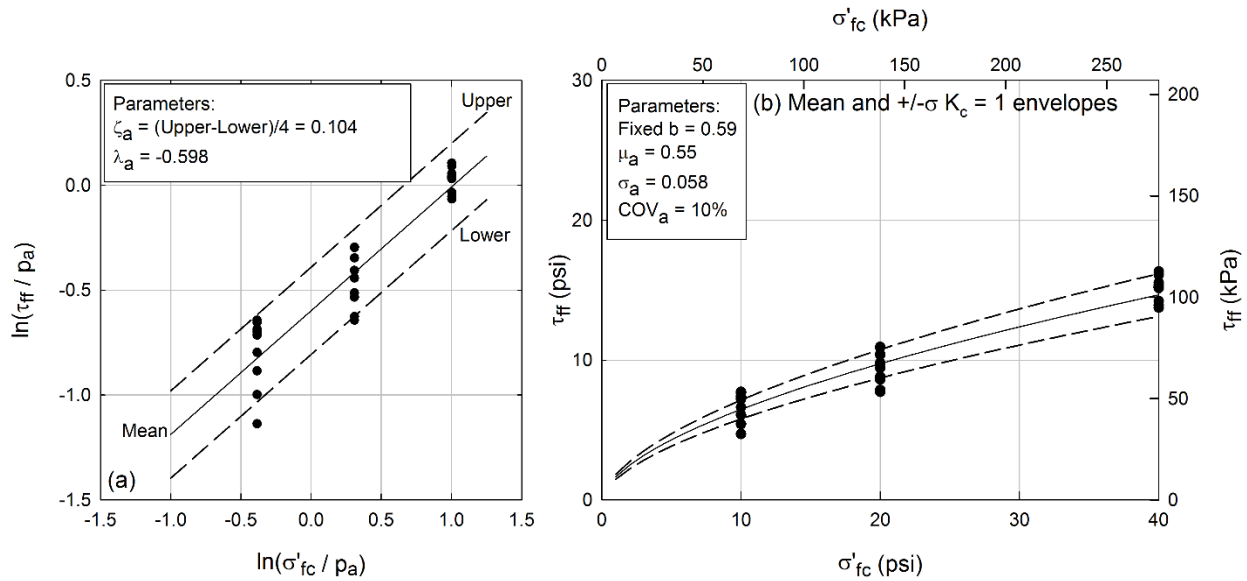 Parameters:
ζa = (Upper-Lower)/4 = 0.104
λa = -0.598
Upper
Lower
Mean
(a)
0.5
0.0
-0.5
-1.0
-1.5
ln(τff / pa)
-1.5 -1.0 -0.5 0.0 0.5 1.0 1.5
ln(σ'fc / pa)
σ'fc (kPa)
0 50 100 150 200 250
(b) Mean and +/-σ Kc = 1 envelopes
Parameters:
Fixed b = 0.59
μa = 0.55
σa = 0.058
COVa = 10%
30
20
10
0
τff (psi)
200
150
100
50
0
τff (kPa)
0 10 20 30 40
σ'fc (psi)